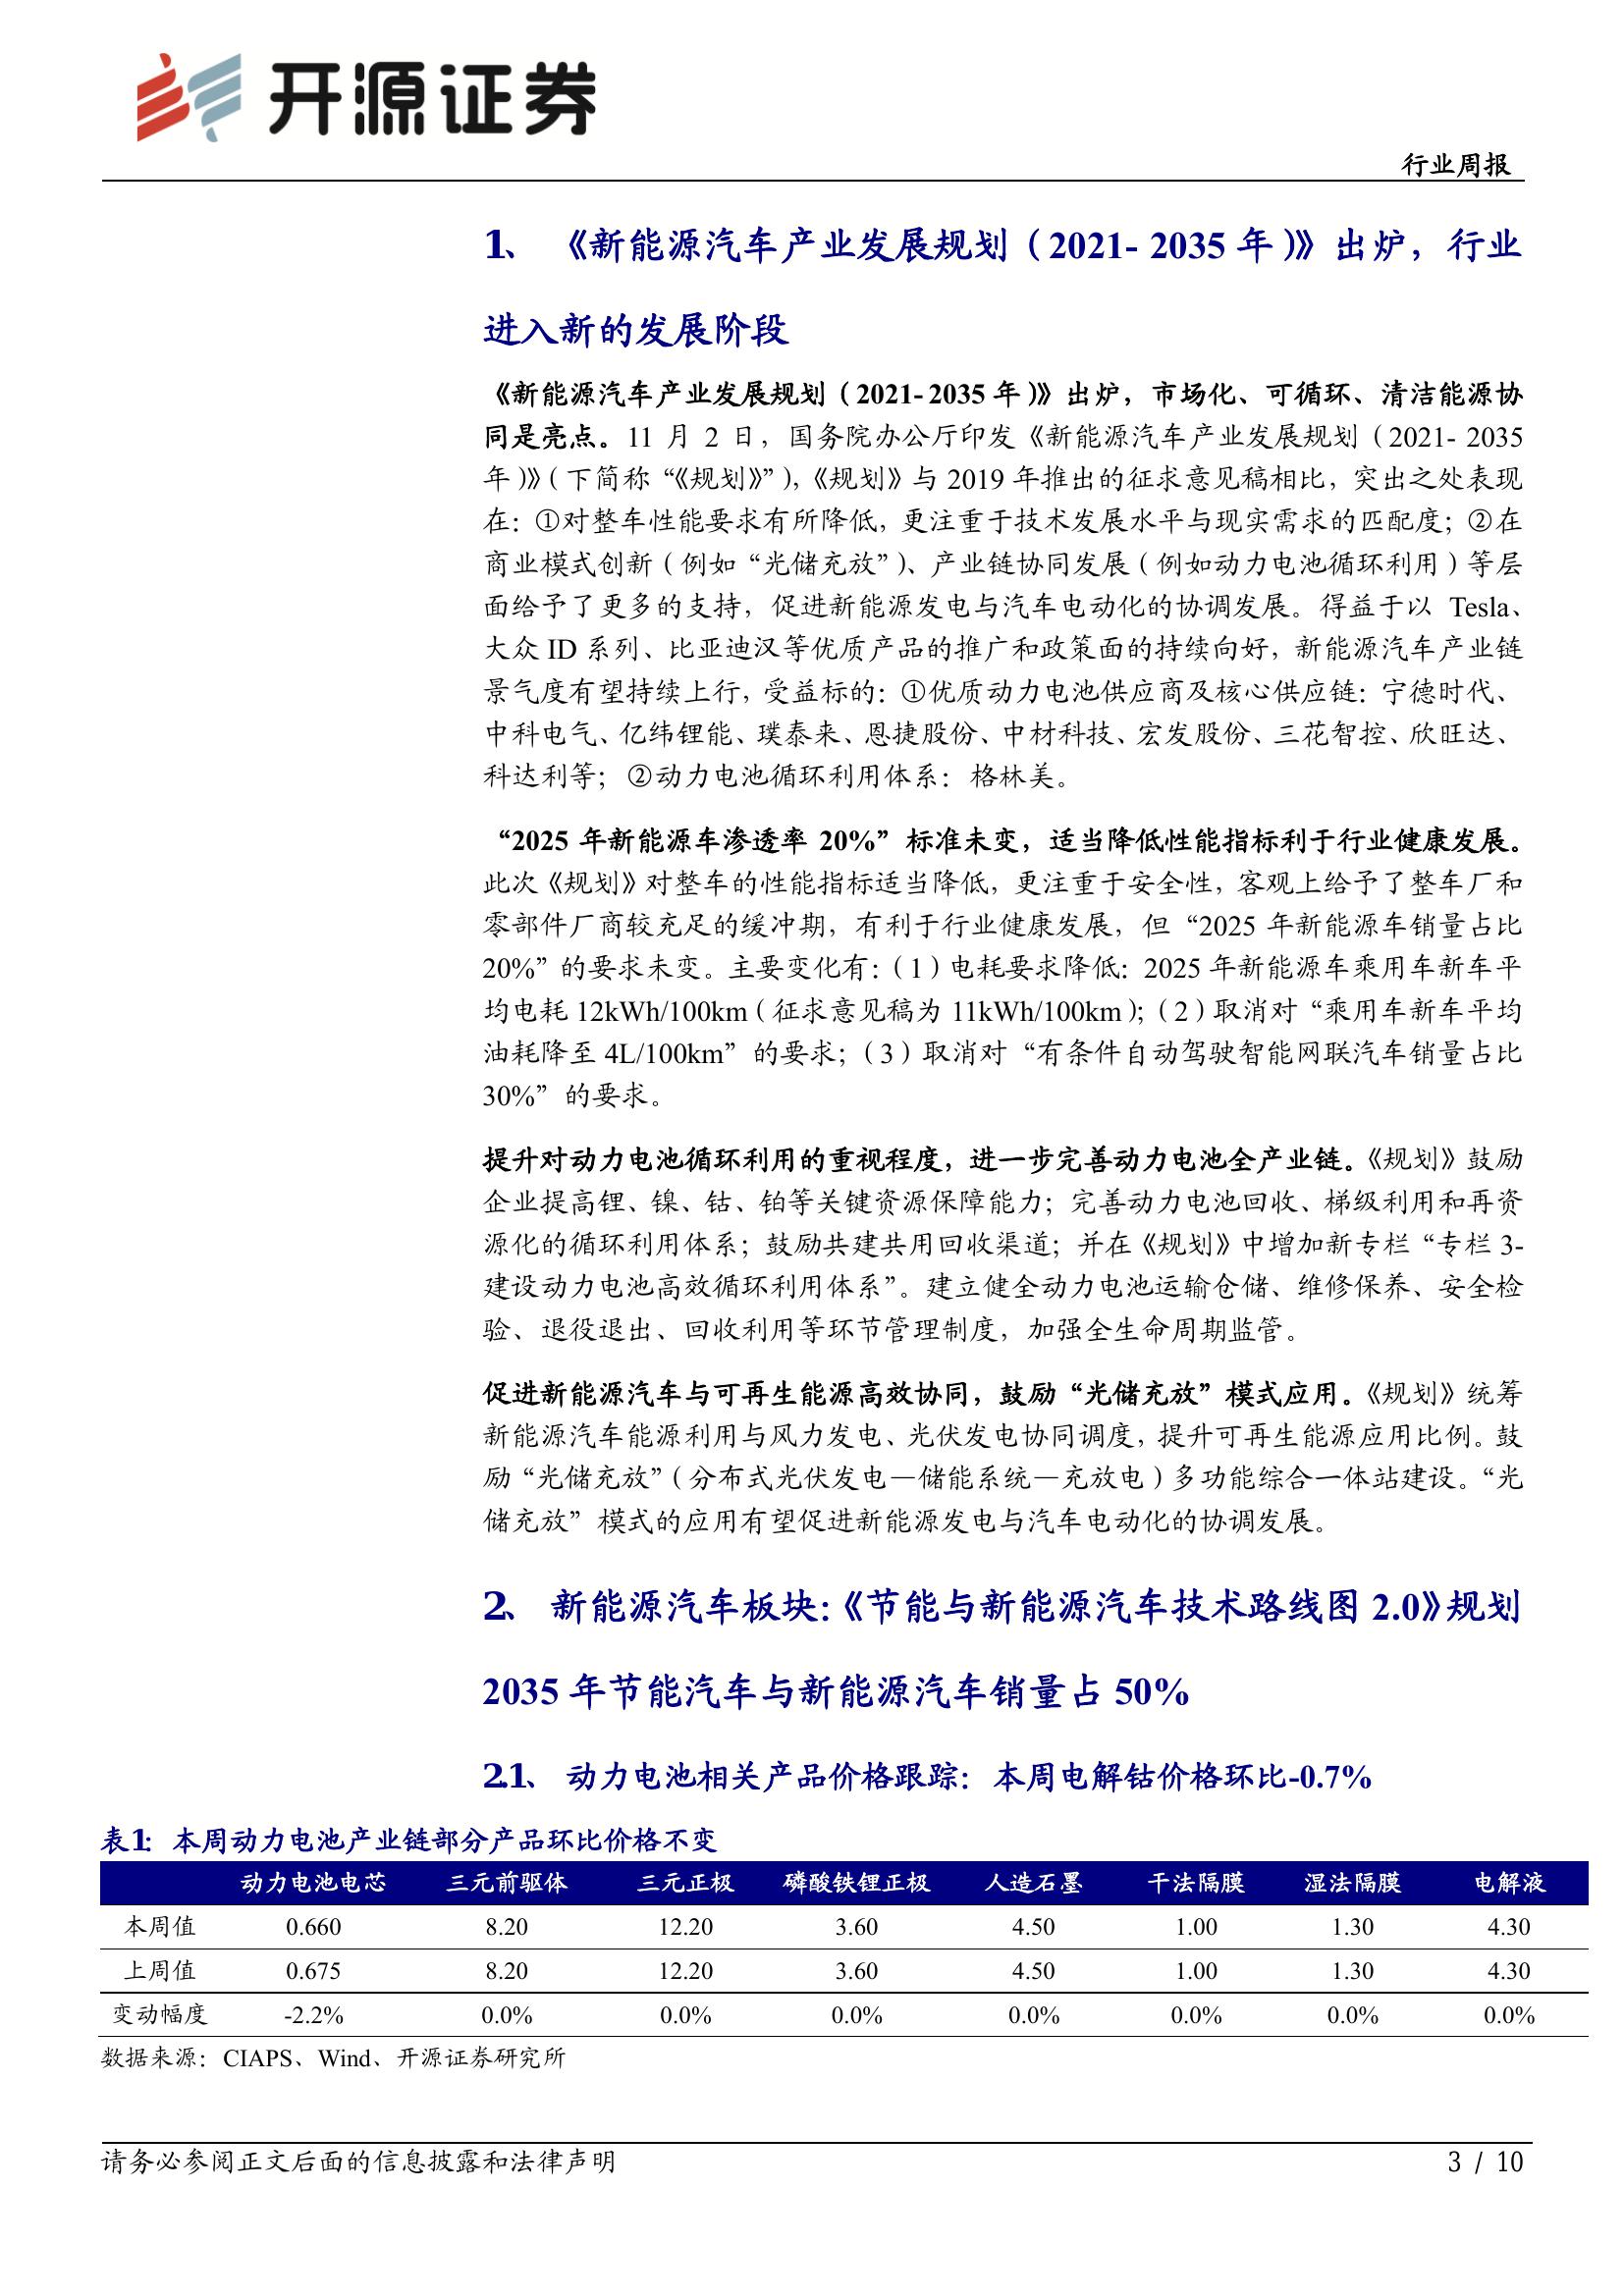 开源证券
行业周报
1、 《新能源汽车产业发展规划（2021- 2035 年）》出炉，行业
进入新的发展阶段
《新能源汽车产业发展规划（2021- 2035 年）》出炉，市场化、可循环、清洁能源协
同是亮点。11 月 2 日，国务院办公厅印发《新能源汽车产业发展规划（2021- 2035
年）》（下简称“《规划》”），《规划》与 2019 年推出的征求意见稿相比，突出之处表现
在：①对整车性能要求有所降低，更注重于技术发展水平与现实需求的匹配度；②在
商业模式创新（例如“光储充放”）、产业链协同发展（例如动力电池循环利用）等层
面给予了更多的支持，促进新能源发电与汽车电动化的协调发展。得益于以 Tesla、
大众 ID 系列、比亚迪汉等优质产品的推广和政策面的持续向好，新能源汽车产业链
景气度有望持续上行，受益标的：①优质动力电池供应商及核心供应链：宁德时代、
中科电气、亿纬锂能、璞泰来、恩捷股份、中材科技、宏发股份、三花智控、欣旺达、
科达利等；②动力电池循环利用体系：格林美。
“2025 年新能源车渗透率 20%”标准未变，适当降低性能指标利于行业健康发展。
此次《规划》对整车的性能指标适当降低，更注重于安全性，客观上给予了整车厂和
零部件厂商较充足的缓冲期，有利于行业健康发展，但“2025 年新能源车销量占比
20%”的要求未变。主要变化有：（1）电耗要求降低：2025 年新能源车乘用车新车平
均电耗 12kWh/100km（征求意见稿为 11kWh/100km）；（2）取消对“乘用车新车平均
油耗降至 4L/100km”的要求；（3）取消对“有条件自动驾驶智能网联汽车销量占比
30%”的要求。
提升对动力电池循环利用的重视程度，进一步完善动力电池全产业链。《规划》鼓励
企业提高锂、镍、钴、铂等关键资源保障能力；完善动力电池回收、梯级利用和再资
源化的循环利用体系；鼓励共建共用回收渠道；并在《规划》中增加新专栏“专栏 3-
建设动力电池高效循环利用体系”。建立健全动力电池运输仓储、维修保养、安全检
验、退役退出、回收利用等环节管理制度，加强全生命周期监管。
促进新能源汽车与可再生能源高效协同，鼓励“光储充放”模式应用。《规划》统筹
新能源汽车能源利用与风力发电、光伏发电协同调度，提升可再生能源应用比例。鼓
励“光储充放”（分布式光伏发电—储能系统—充放电）多功能综合一体站建设。“光
储充放”模式的应用有望促进新能源发电与汽车电动化的协调发展。
2、 新能源汽车板块：《节能与新能源汽车技术路线图 2.0》规划
2035 年节能汽车与新能源汽车销量占 50%
2.1、 动力电池相关产品价格跟踪：本周电解钴价格环比-0.7%
表1：本周动力电池产业链部分产品环比价格不变
动力电池电芯 三元前驱体 三元正极 磷酸铁锂正极 人造石墨 干法隔膜 湿法隔膜 电解液
本周值 0.660 8.20 12.20 3.60 4.50 1.00 1.30 4.30
上周值 0.675 8.20 12.20 3.60 4.50 1.00 1.30 4.30
变动幅度 -2.2% 0.0% 0.0% 0.0% 0.0% 0.0% 0.0% 0.0%
数据来源：CIAPS、Wind、开源证券研究所
请务必参阅正文后面的信息披露和法律声明 3 / 10